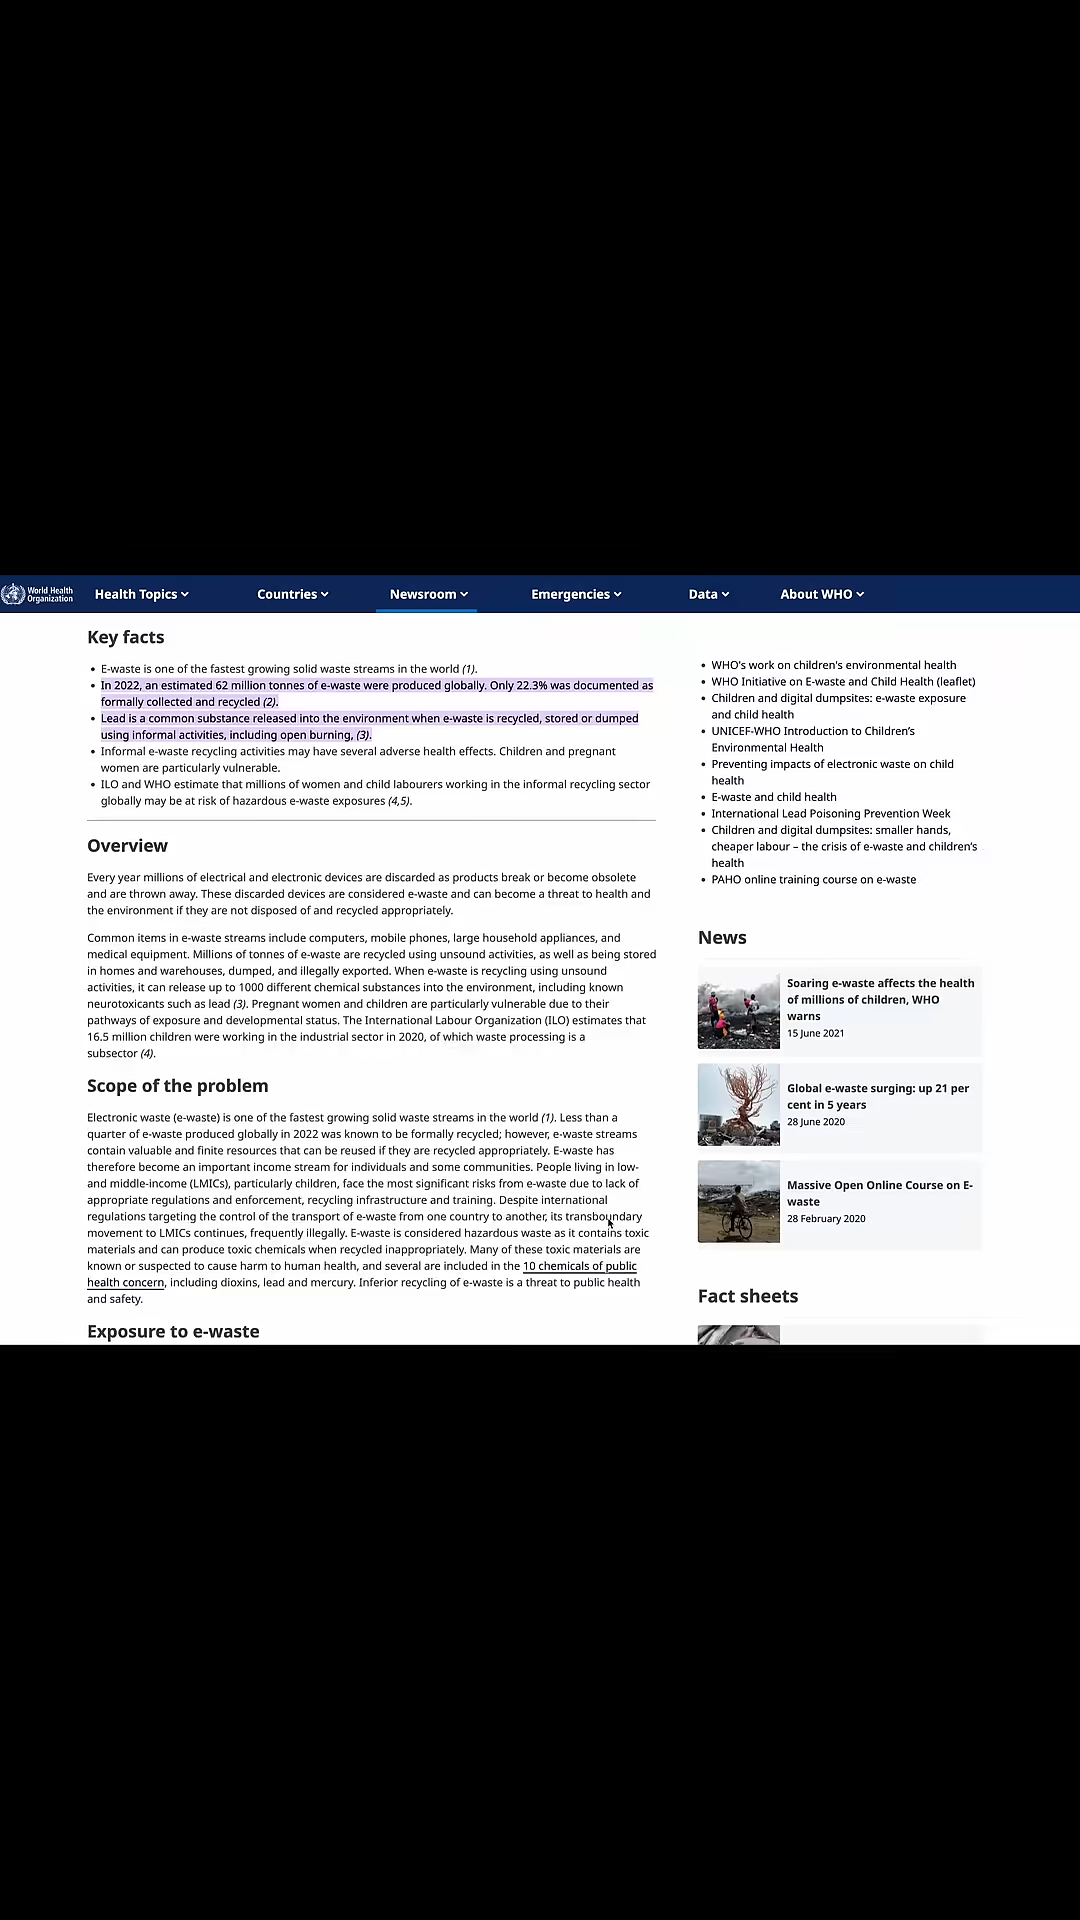 World Health
Organization
Health Topics
Countries
Newsroom
Emergencies
Data
About WHO
Key facts
• E-waste is one of the fastest growing solid waste streams in the world (1).
• In 2022, an estimated 62 million tonnes of e-waste were produced globally. Only 22.3% was documented as
formally collected and recycled (2).
• Lead is a common substance released into the environment when e-waste is recycled, stored or dumped
using informal activities, including open burning, (3).
• Informal e-waste recycling activities may have several adverse health effects. Children and pregnant
women are particularly vulnerable.
• ILO and WHO estimate that millions of women and child labourers working in the informal recycling sector
globally may be at risk of hazardous e-waste exposures (4,5).
Overview
Every year millions of electrical and electronic devices are discarded as products break or become obsolete
and are thrown away. These discarded devices are considered e-waste and can become a threat to health and
the environment if they are not disposed of and recycled appropriately.
Common items in e-waste streams include computers, mobile phones, large household appliances, and
medical equipment. Millions of tonnes of e-waste are recycled using unsound activities, as well as being stored
in homes and warehouses, dumped, and illegally exported. When e-waste is recycling using unsound
activities, it can release up to 1000 different chemical substances into the environment, including known
neurotoxicants such as lead (3). Pregnant women and children are particularly vulnerable due to their
pathways of exposure and developmental status. The International Labour Organization (ILO) estimates that
16.5 million children were working in the industrial sector in 2020, of which waste processing is a
subsector (4).
Scope of the problem
Electronic waste (e-waste) is one of the fastest growing solid waste streams in the world (1). Less than a
quarter of e-waste produced globally in 2022 was known to be formally recycled; however, e-waste streams
contain valuable and finite resources that can be reused if they are recycled appropriately. E-waste has
therefore become an important income stream for individuals and some communities. People living in low-
and middle-income (LMICs), particularly children, face the most significant risks from e-waste due to lack of
appropriate regulations and enforcement, recycling infrastructure and training. Despite international
regulations targeting the control of the transport of e-waste from one country to another, its transboundary
movement to LMICs continues, frequently illegally. E-waste is considered hazardous waste as it contains toxic
materials and can produce toxic chemicals when recycled inappropriately. Many of these toxic materials are
known or suspected to cause harm to human health, and several are included in the 10 chemicals of public
health concern, including dioxins, lead and mercury. Inferior recycling of e-waste is a threat to public health
and safety.
Exposure to e-waste
• WHO's work on children's environmental health
• WHO Initiative on E-waste and Child Health (leaflet)
• Children and digital dumpsites: e-waste exposure
and child health
• UNICEF-WHO Introduction to Children's
Environmental Health
• Preventing impacts of electronic waste on child
health
• E-waste and child health
• International Lead Poisoning Prevention Week
• Children and digital dumpsites: smaller hands,
cheaper labour – the crisis of e-waste and children's
health
• PAHO online training course on e-waste
News
Soaring e-waste affects the health
of millions of children, WHO
warns
15 June 2021
Global e-waste surging: up 21 per
cent in 5 years
28 June 2020
Massive Open Online Course on E-
waste
28 February 2020
Fact sheets